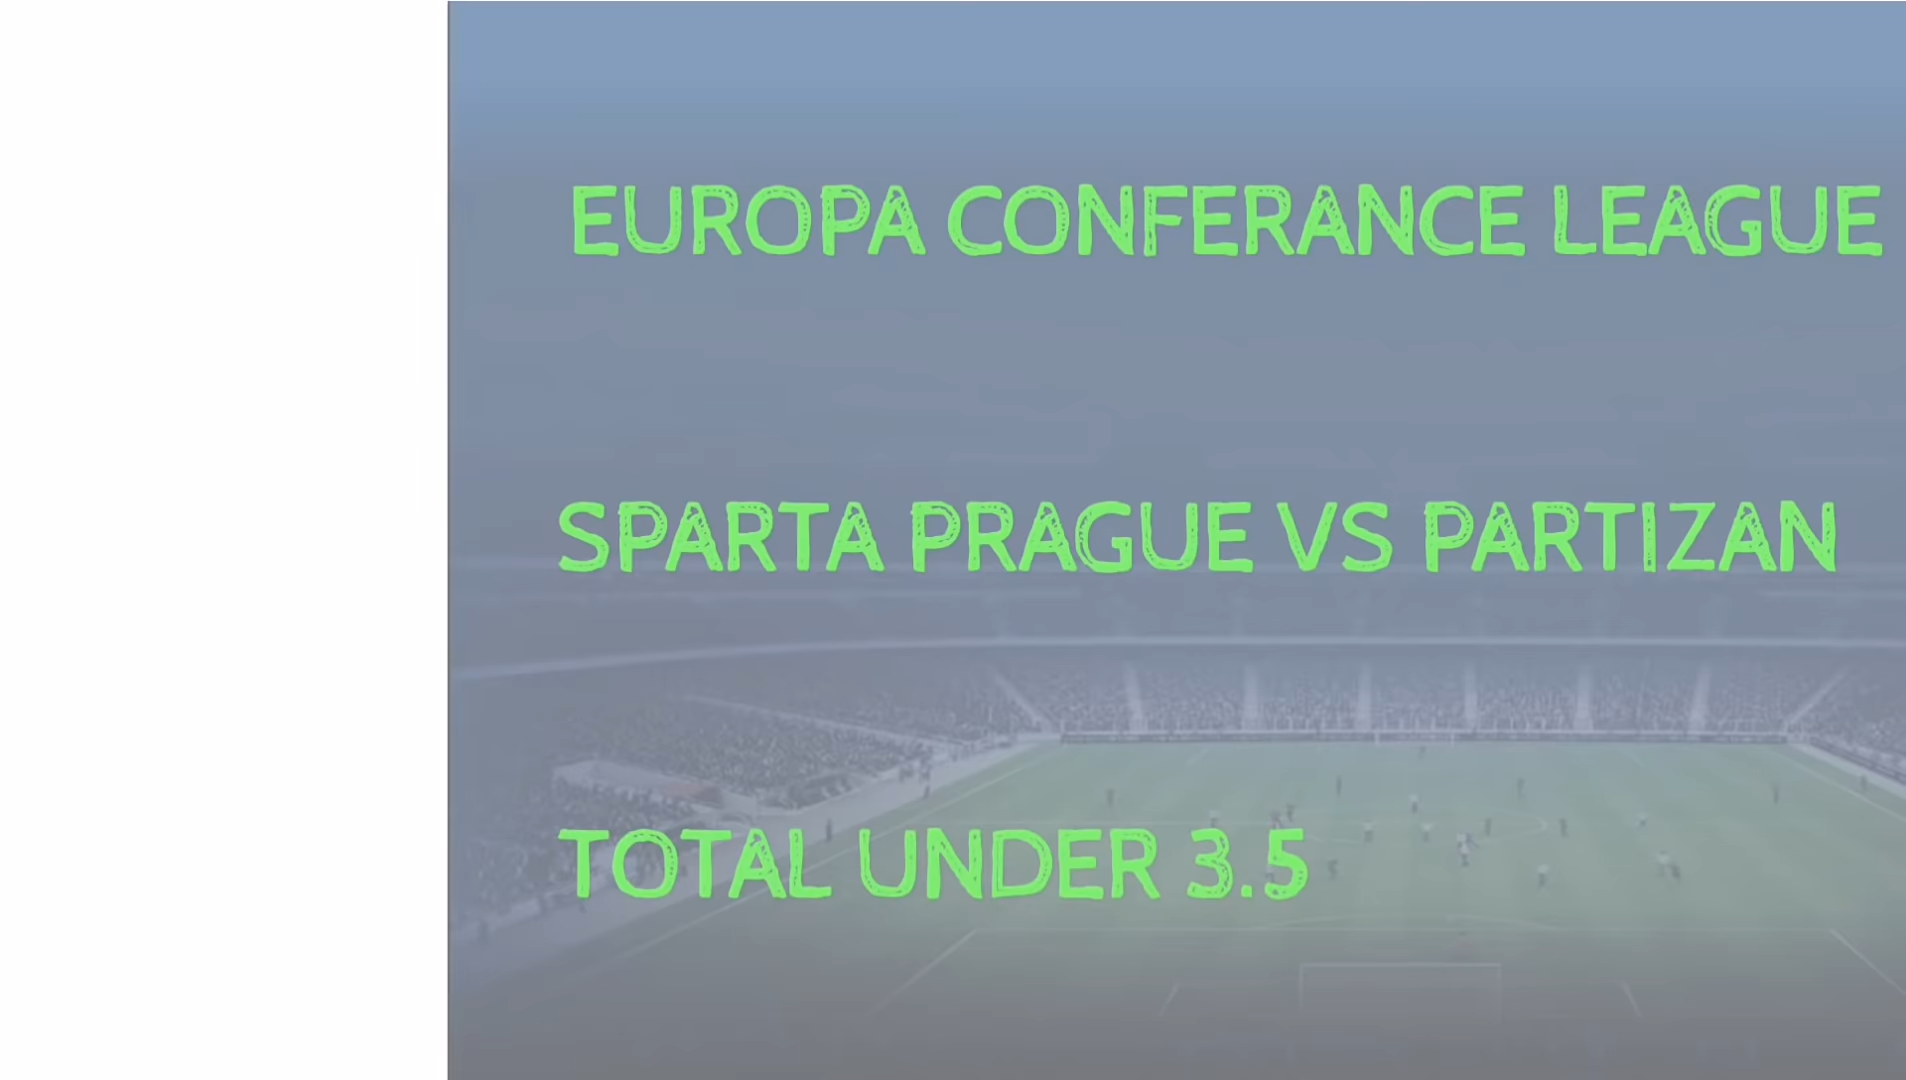 EUROPA CONFERANCE LEAGUE
SPARTA PRAGUE VS PARTIZAN
TOTAL UNDER 3.5